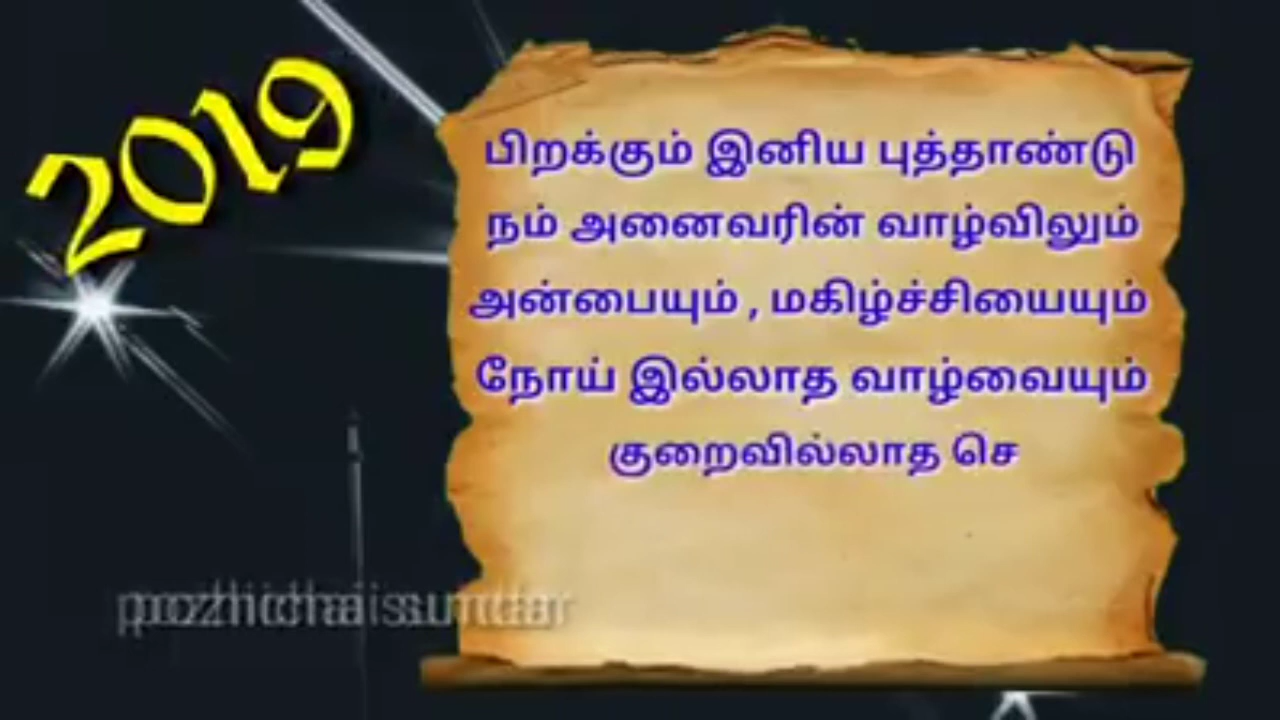 2019
பிறக்கும் இனிய புத்தாண்டு
நம் அனைவரின் வாழ்விலும்
அன்பையும் , மகிழ்ச்சியையும்
நோய் இல்லாத வாழ்வையும்
குறைவில்லாத செ